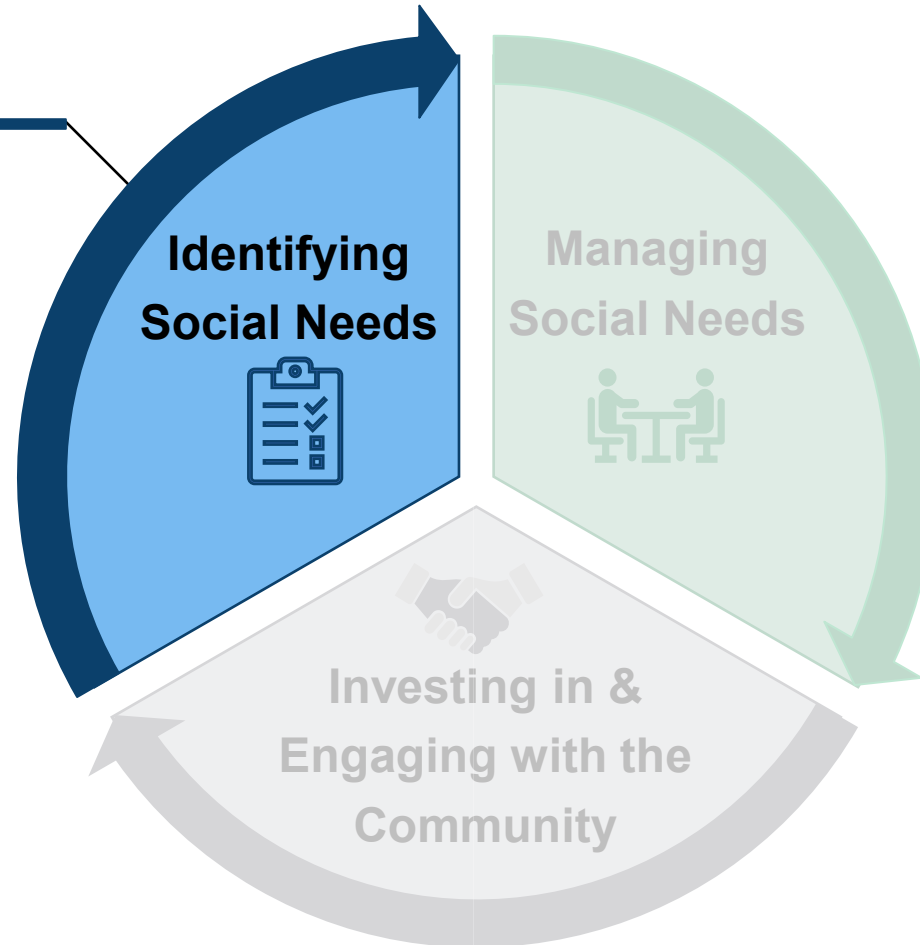 Identifying
Social Needs
Managing
Social Needs
Investing in &
Engaging with the
Community